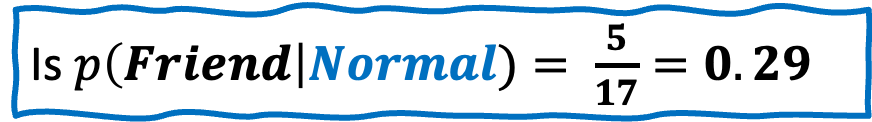 Is p(Friend|Normal) = 5/17 = 0.29